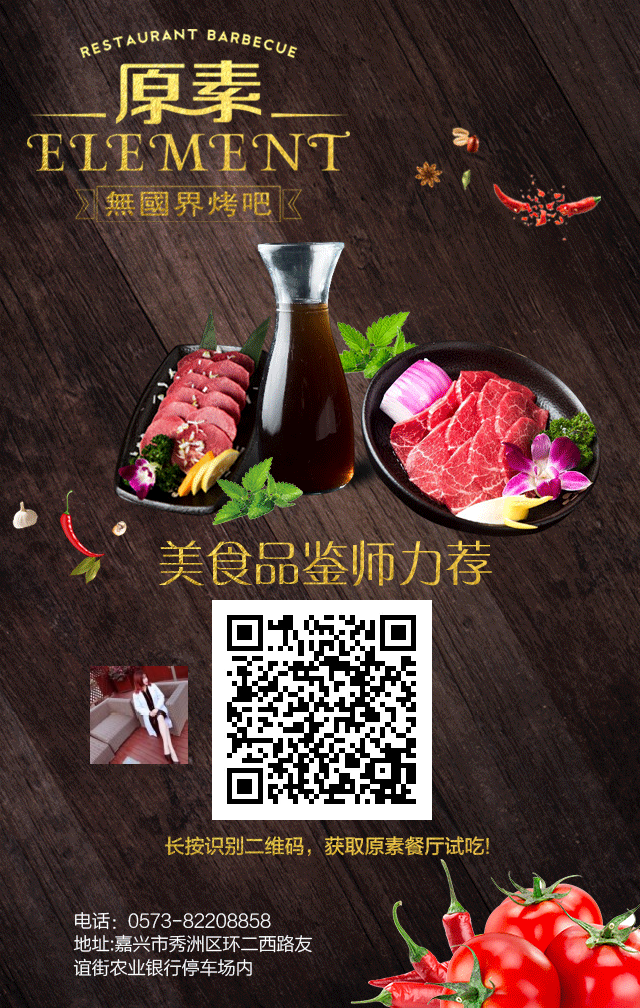 RESTAURANT BARBECUE
原素
ELEMENT
無國界烤吧
美食品鉴师力荐
长按识别二维码，获取原素餐厅试吃!
电话：0573-82208858
地址:嘉兴市秀洲区环二西路友
谊街农业银行停车场内